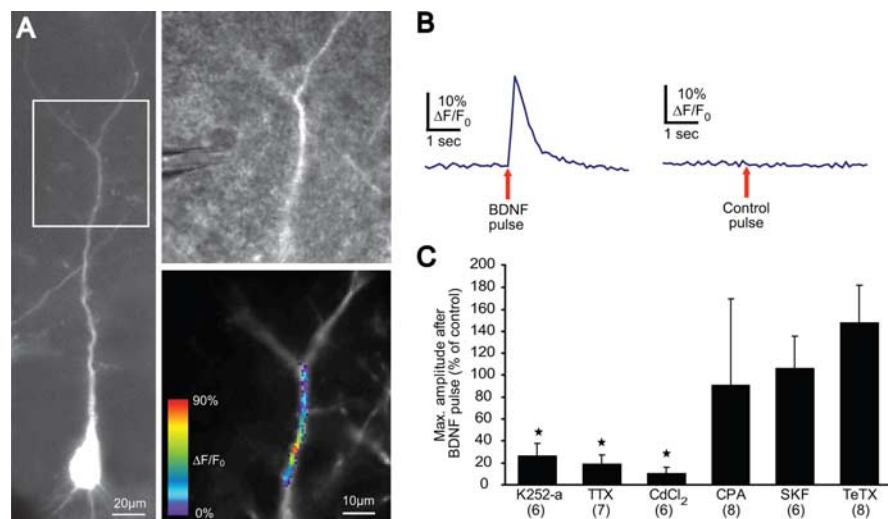 A
20µm
90%
ΔF/F0
0%
10µm
B
10%
ΔF/F0
1 sec
BDNF
pulse
10%
ΔF/F0
1 sec
Control
pulse
C
Max. amplitude after
BDNF pulse (% of control)
200
180
160
140
120
100
80
60
40
20
0
K252-a
(6)
TTX
(7)
CdCl2
(6)
CPA
(8)
SKF
(6)
TeTX
(8)